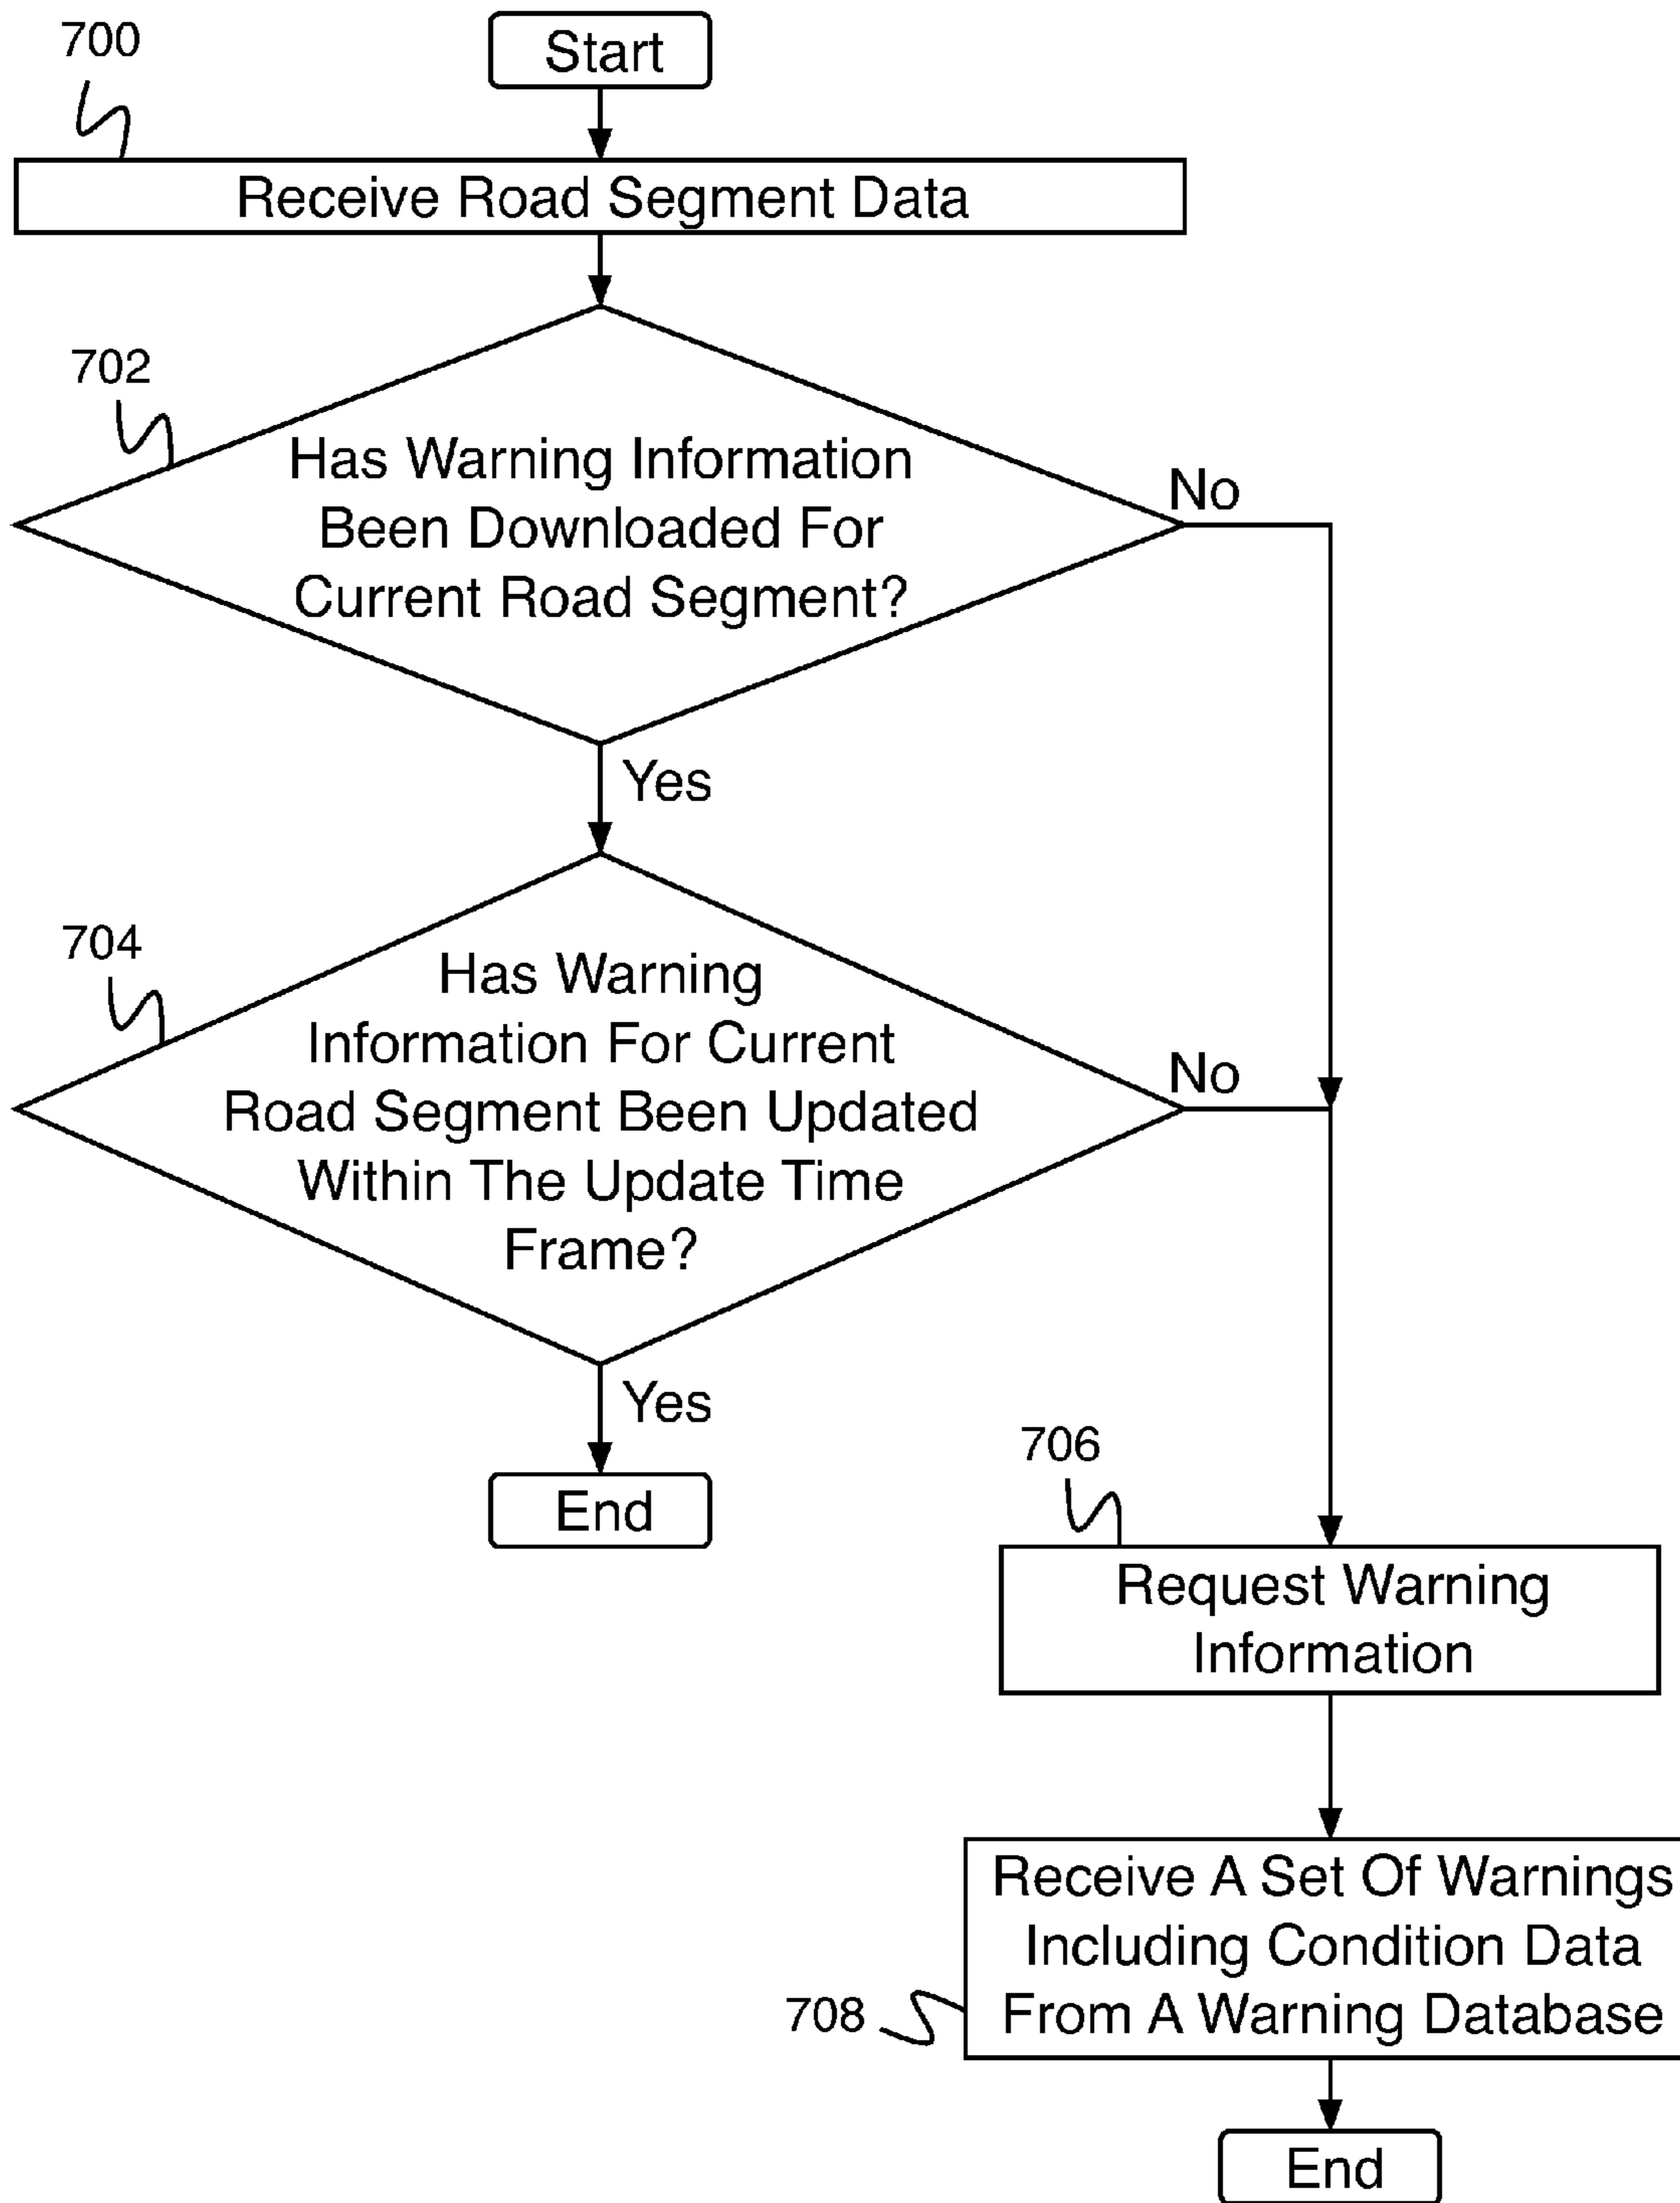 700
Start
Receive Road Segment Data
702
Has Warning Information
Been Downloaded For
Current Road Segment?
No
Yes
704
Has Warning
Information For Current
Road Segment Been Updated
Within The Update Time
Frame?
No
Yes
End
706
Request Warning
Information
Receive A Set Of Warnings
Including Condition Data
From A Warning Database
708
End